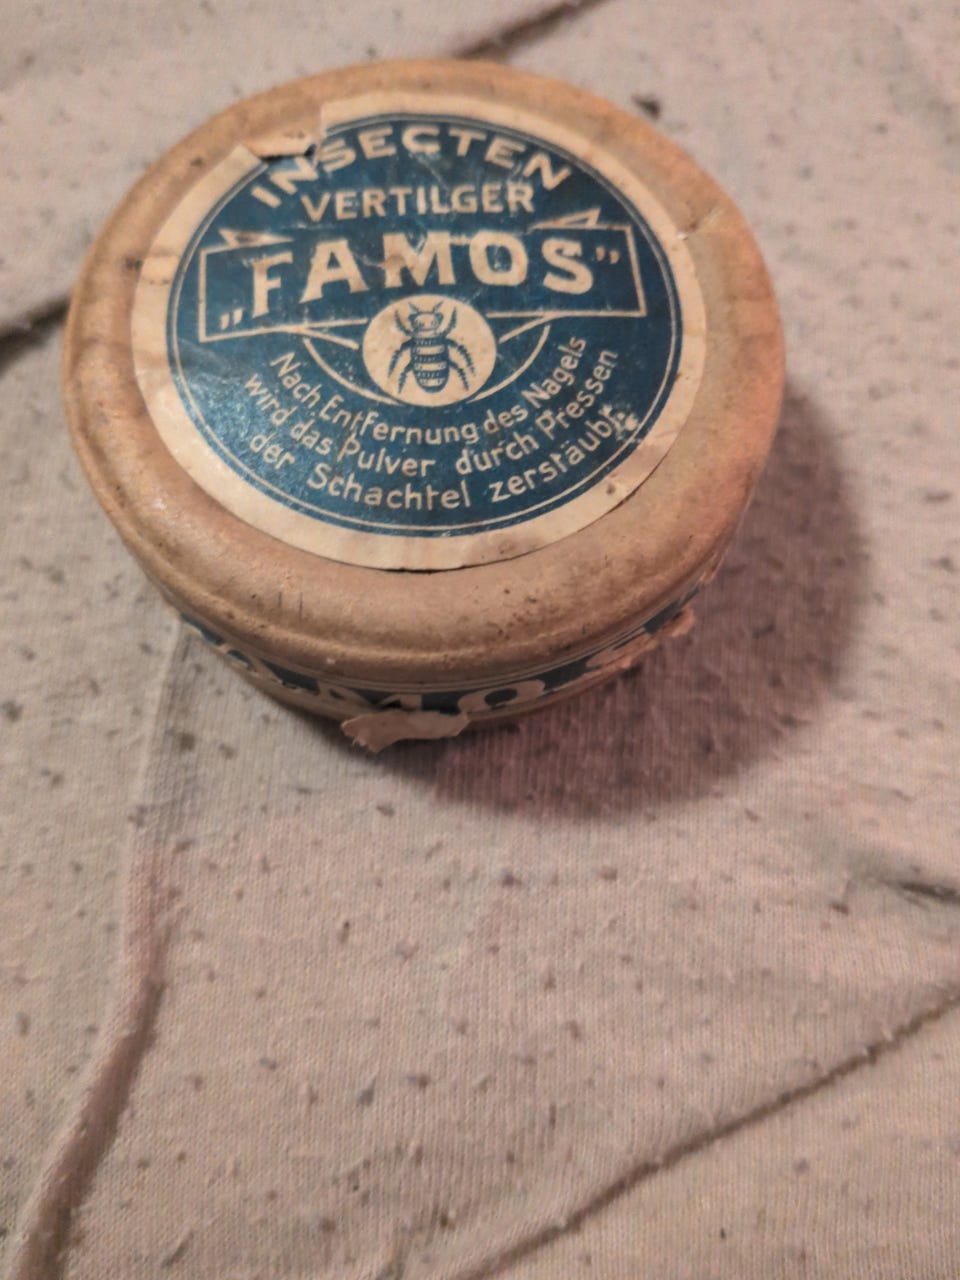 INSECTEN
VERTILGER
„FAMOS”
Nach Entfernung des Nagels
wird das Pulver durch Pressen
der Schachtel zerstäubt.